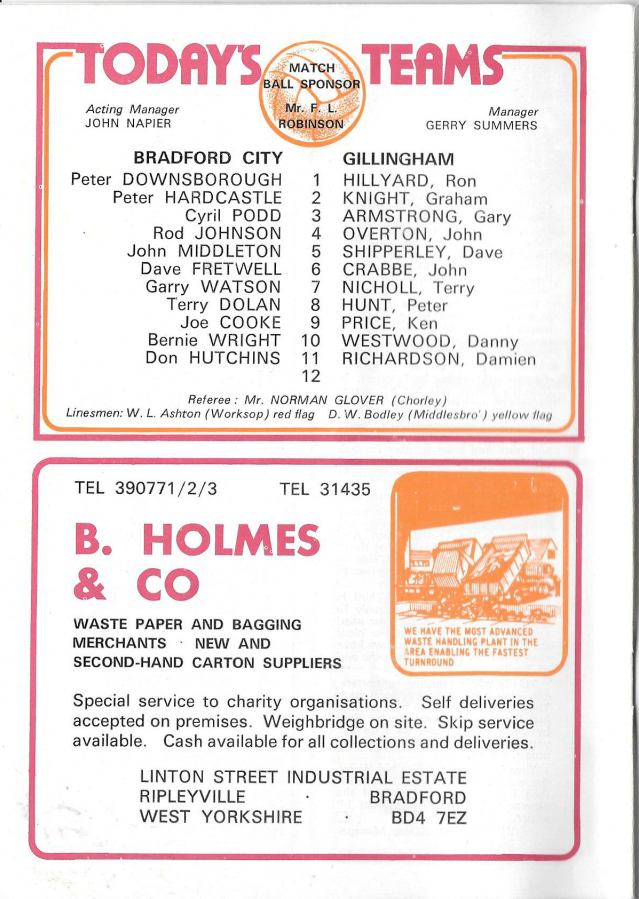 TODAY'S TEAMS
MATCH
BALL SPONSOR
Mr. F. L.
ROBINSON
Acting Manager
JOHN NAPIER
Manager
GERRY SUMMERS
BRADFORD CITY GILLINGHAM
Peter DOWNSBOROUGH 1 HILLYARD, Ron
Peter HARDCASTLE 2 KNIGHT, Graham
Cyril PODD 3 ARMSTRONG, Gary
Rod JOHNSON 4 OVERTON, John
John MIDDLETON 5 SHIPPERLEY, Dave
Dave FRETWELL 6 CRABBE, John
Garry WATSON 7 NICHOLL, Terry
Terry DOLAN 8 HUNT, Peter
Joe COOKE 9 PRICE, Ken
Bernie WRIGHT 10 WESTWOOD, Danny
Don HUTCHINS 11 RICHARDSON, Damien
12
Referee : Mr. NORMAN GLOVER (Chorley)
Linesmen: W. L. Ashton (Worksop) red flag D. W. Bodley (Middlesbro') yellow flag
TEL 390771/2/3 TEL 31435
B. HOLMES
& CO
WASTE PAPER AND BAGGING
MERCHANTS · NEW AND
SECOND-HAND CARTON SUPPLIERS
WE HAVE THE MOST ADVANCED
WASTE HANDLING PLANT IN THE
AREA ENABLING THE FASTEST
TURNROUND
Special service to charity organisations. Self deliveries
accepted on premises. Weighbridge on site. Skip service
available. Cash available for all collections and deliveries.
LINTON STREET INDUSTRIAL ESTATE
RIPLEYVILLE · BRADFORD
WEST YORKSHIRE · BD4 7EZ